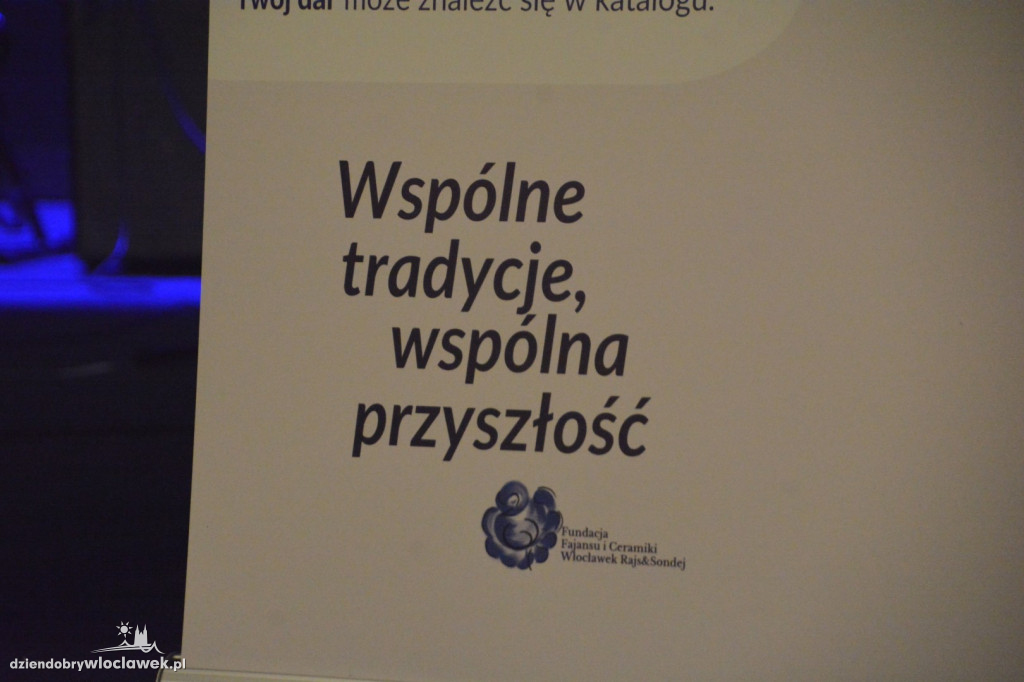 Twój dar może znaleźć się w katalogu.
Wspólne
tradycje,
wspólna
przyszłość
Fundacja
Fajansu i Ceramiki
Włocławek Rajs&Sondej
dziendobrywloclawek.pl